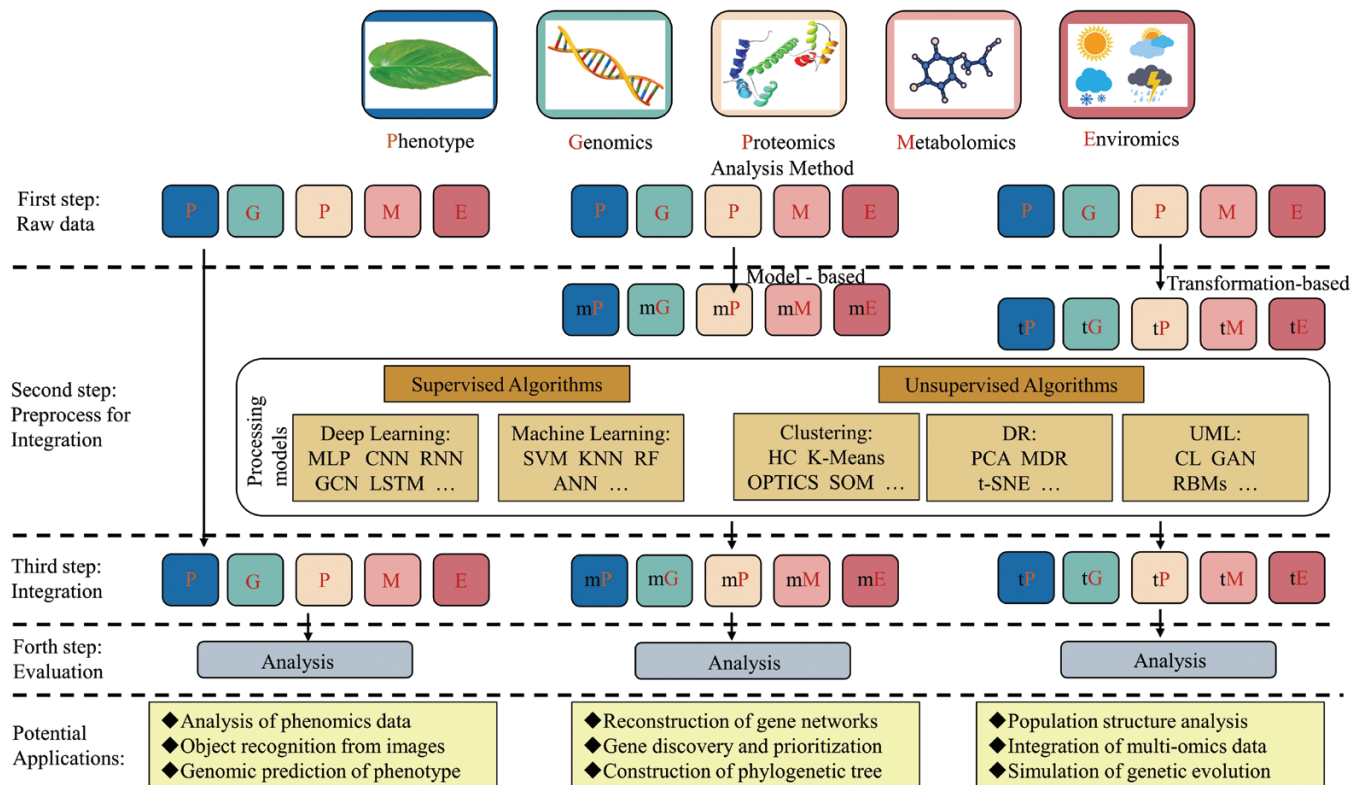 Phenotype
Genomics
Proteomics
Metabolomics
Enviromics
Analysis Method
First step:
Raw data
P G P M E
P G P M E
P G P M E
Model - based
Transformation-based
mP mG mP mM mE
tP tG tP tM tE
Second step:
Preprocess for
Integration
Processing
models
Supervised Algorithms
Unsupervised Algorithms
Deep Learning:
MLP CNN RNN
GCN LSTM …
Machine Learning:
SVM KNN RF
ANN …
Clustering:
HC K-Means
OPTICS SOM …
DR:
PCA MDR
t-SNE …
UML:
CL GAN
RBMs …
Third step:
Integration
P G P M E
mP mG mP mM mE
tP tG tP tM tE
Forth step:
Evaluation
Analysis
Analysis
Analysis
Potential
Applications:
◆Analysis of phenomics data
◆Object recognition from images
◆Genomic prediction of phenotype
◆Reconstruction of gene networks
◆Gene discovery and prioritization
◆Construction of phylogenetic tree
◆Population structure analysis
◆Integration of multi-omics data
◆Simulation of genetic evolution